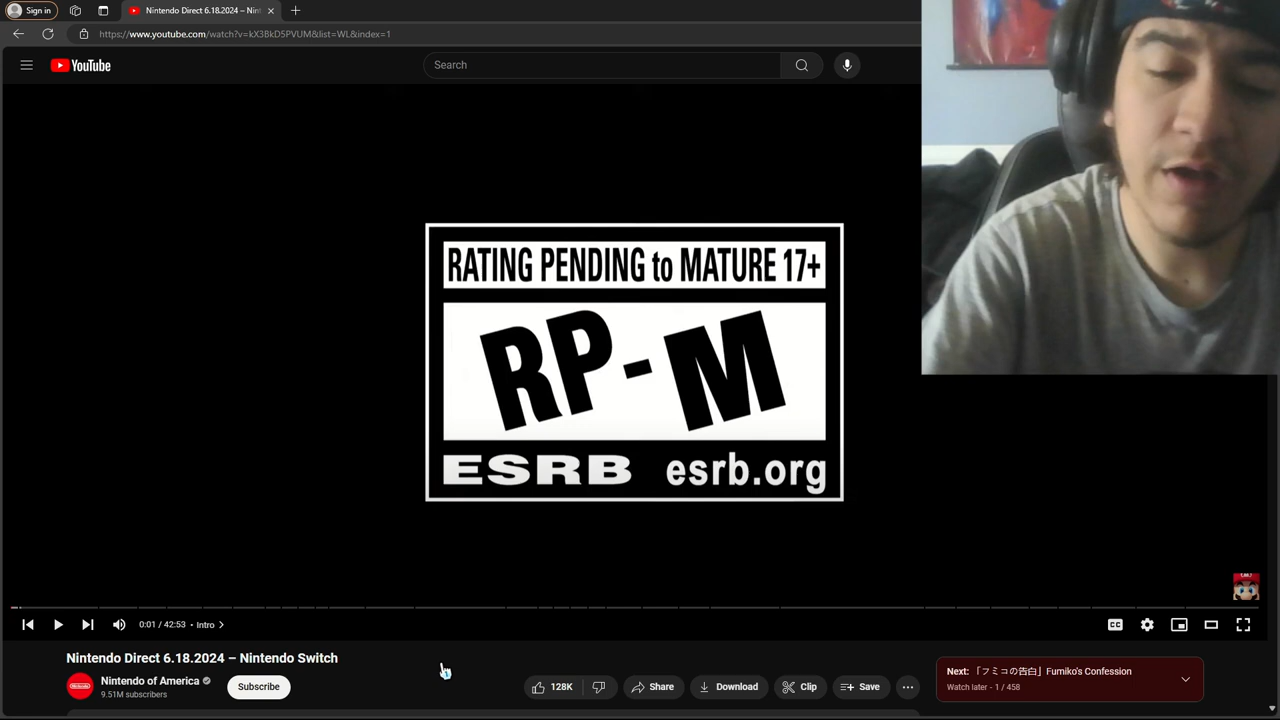 Sign in
Nintendo Direct 6.18.2024 – Nint
https://www.youtube.com/watch?v=kX3BkD5PVUM&list=WL&index=1
YouTube
Search
RATING PENDING to MATURE 17+
RP-M
ESRB esrb.org
0:01 / 42:53 • Intro
CC
Nintendo Direct 6.18.2024 – Nintendo Switch
Nintendo of America
9.51M subscribers
Subscribe
128K
Share
Download
Clip
Save
Next: 「フミコの告白」Fumiko's Confession
Watch later - 1 / 458